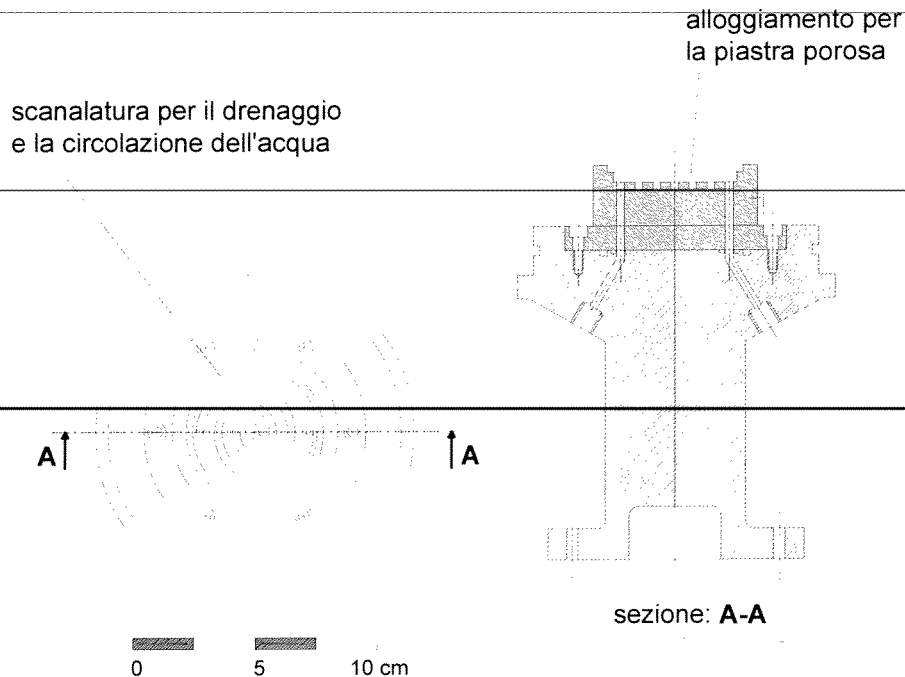 alloggiamento per
la piastra porosa
scanalatura per il drenaggio
e la circolazione dell'acqua
A
A
sezione: A-A
0 5 10 cm